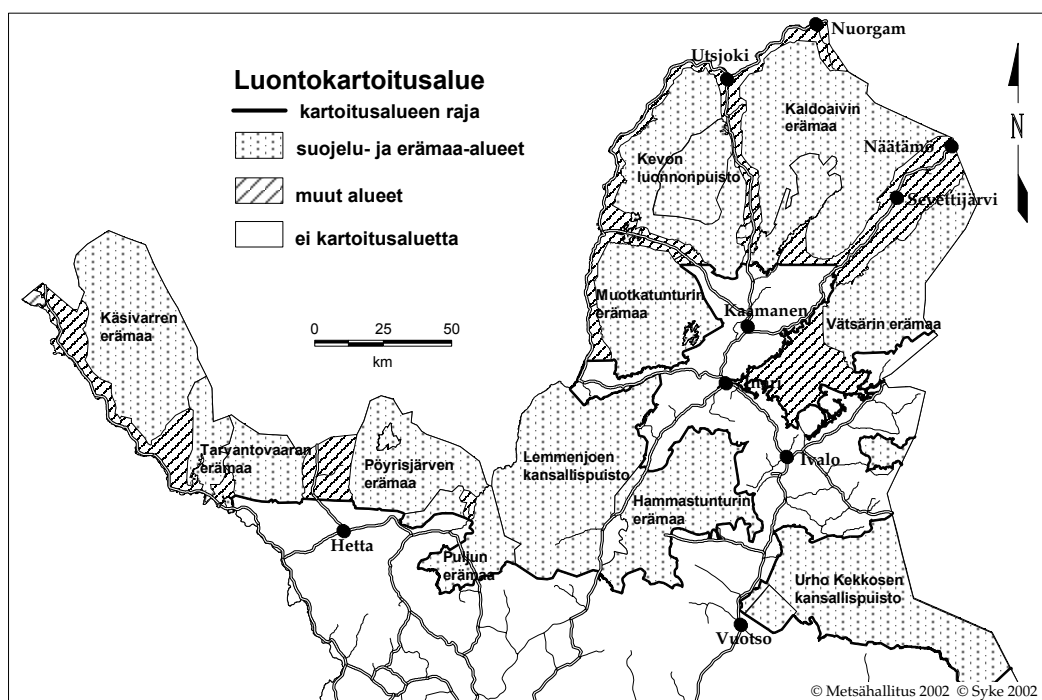 Luontokartoitusalue
kartoitusalueen raja
suojelu- ja erämaa-alueet
muut alueet
ei kartoitusaluetta
0 25 50
km
N
Nuorgam
Utsjoki
Kaldoaivin
erämaa
Näätämö
Kevon
luonnonpuisto
Sevettijärvi
Käsivarren
erämaa
Muotkatunturin
erämaa
Kaamanen
Vätsärin erämaa
Inari
Tarvantovaaran
erämaa
Pöyrisjärven
erämaa
Lemmenjoen
kansallispuisto
Ivalo
Hammastunturin
erämaa
Hetta
Puljun
erämaa
Urho Kekkosen
kansallispuisto
Vuotso
© Metsähallitus 2002 © Syke 2002